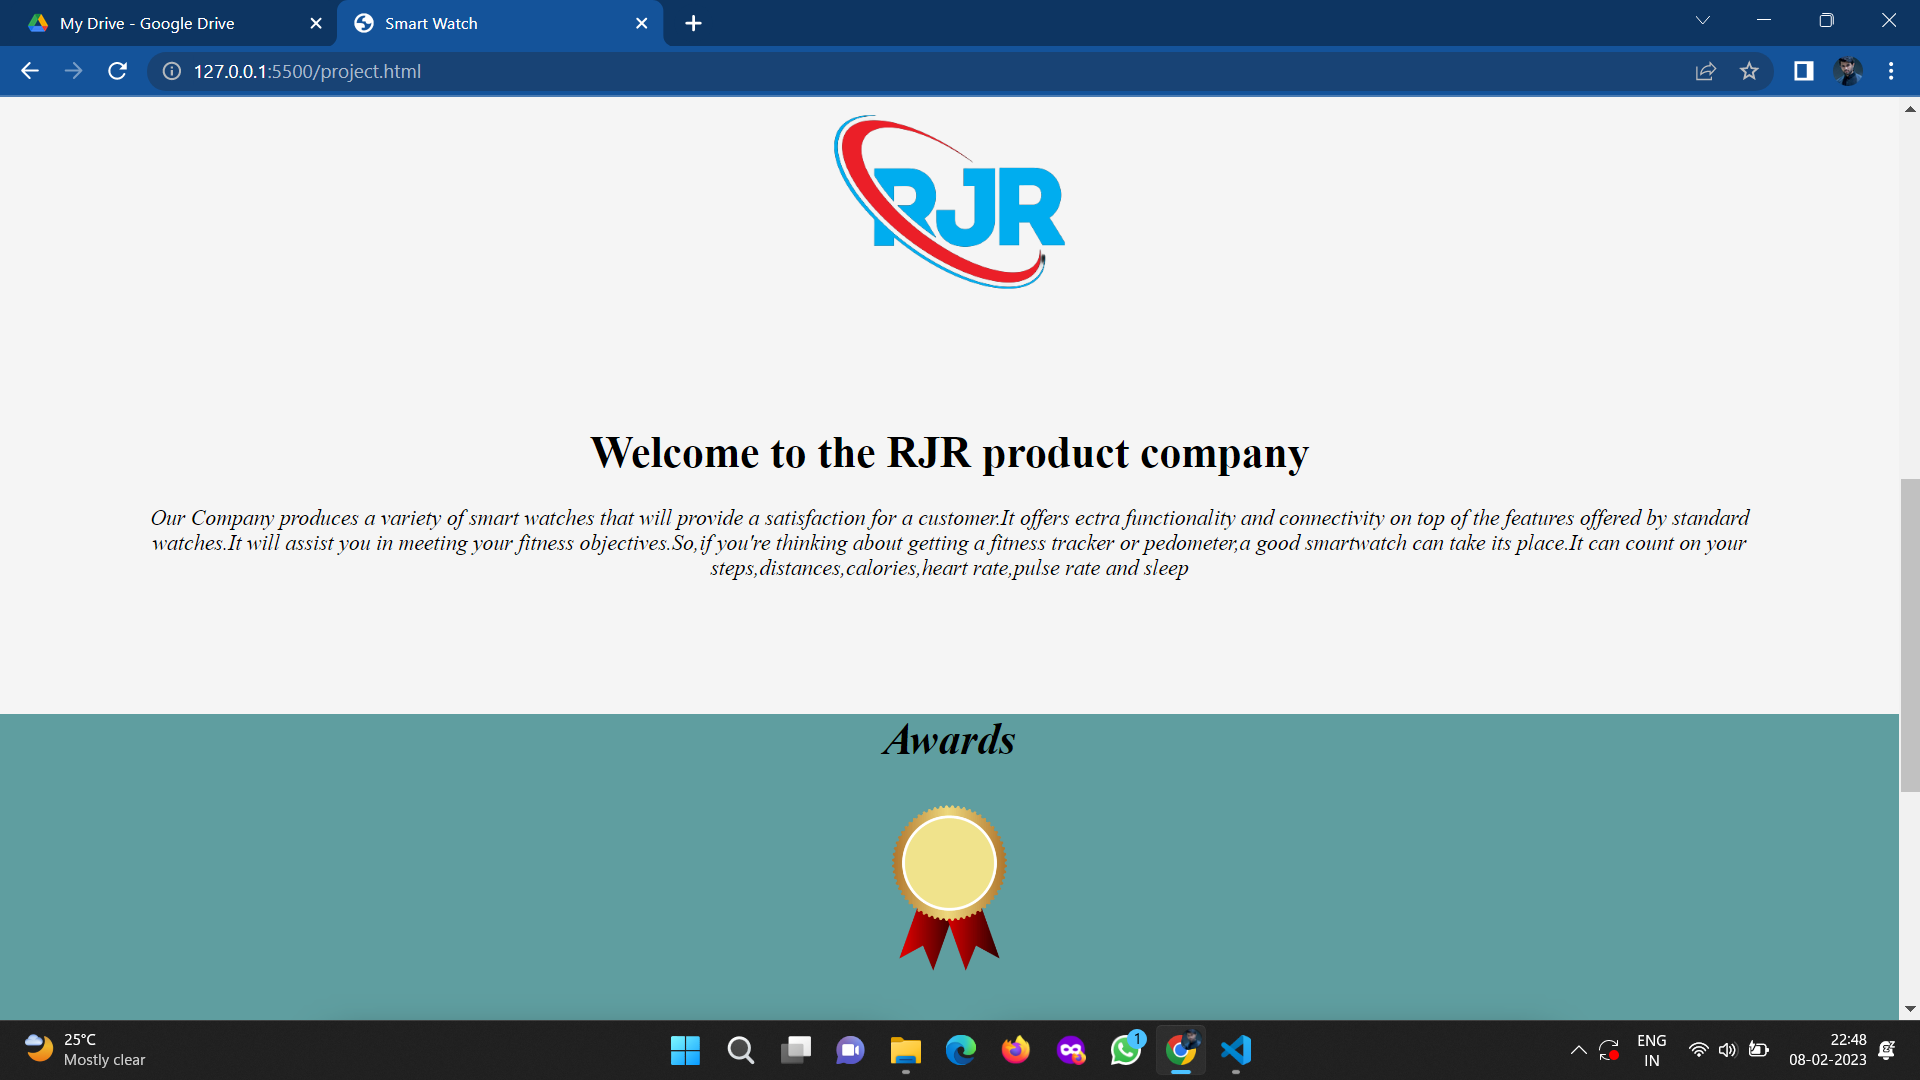 My Drive - Google Drive
Smart Watch
127.0.0.1:5500/project.html
RJR
Welcome to the RJR product company
Our Company produces a variety of smart watches that will provide a satisfaction for a customer.It offers ectra functionality and connectivity on top of the features offered by standard
watches.It will assist you in meeting your fitness objectives.So,if you're thinking about getting a fitness tracker or pedometer,a good smartwatch can take its place.It can count on your
steps,distances,calories,heart rate,pulse rate and sleep
Awards
25°C
Mostly clear
1
ENG
IN
22:48
08-02-2023